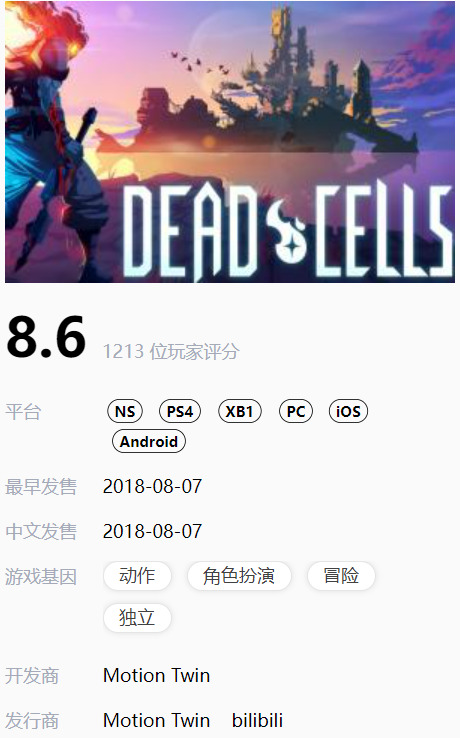 DEAD CELLS
8.6 1213 位玩家评分
平台 NS PS4 XB1 PC iOS
Android
最早发售 2018-08-07
中文发售 2018-08-07
游戏基因 动作 角色扮演 冒险
独立
开发商 Motion Twin
发行商 Motion Twin bilibili